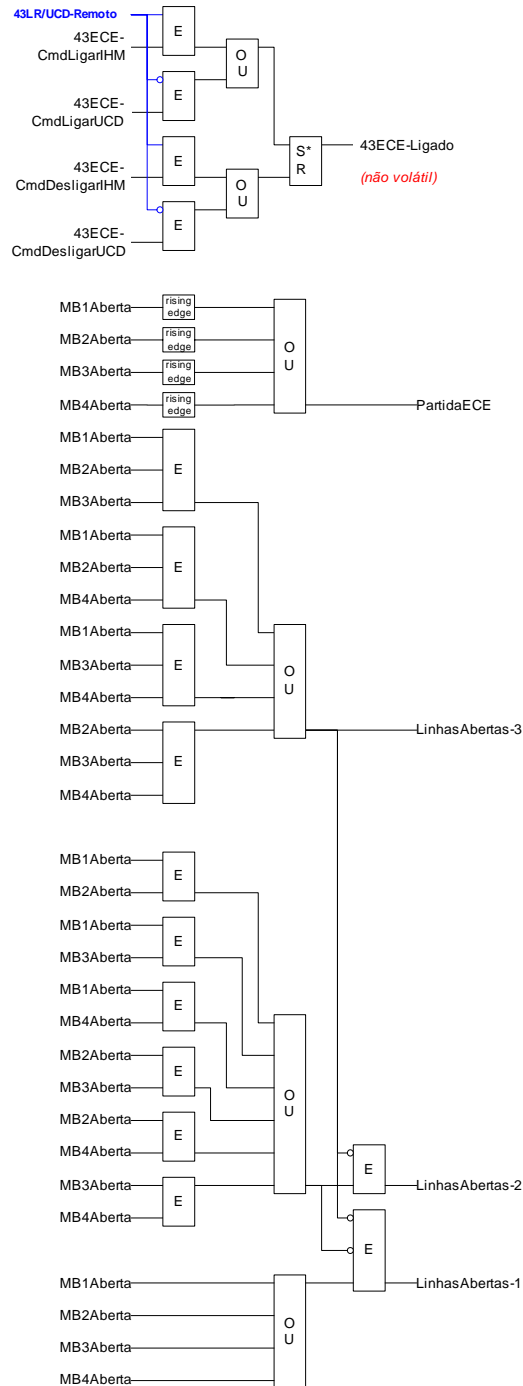 43LR/UCD-Remoto
E
43ECE-
CmdLigarIHM
O
U
43ECE-
CmdLigarUCD
E
43ECE-
CmdDesligarIHM
E
S*
R
43ECE-Ligado
(não volátil)
O
U
43ECE-
CmdDesligarUCD
E
MB1Aberta
rising
edge
MB2Aberta
rising
edge
MB3Aberta
rising
edge
MB4Aberta
rising
edge
O
U
PartidaECE
MB1Aberta
MB2Aberta
E
MB3Aberta
MB1Aberta
MB2Aberta
E
MB4Aberta
MB1Aberta
MB3Aberta
E
MB4Aberta
O
U
MB2Aberta
LinhasAbertas-3
MB3Aberta
E
MB4Aberta
MB1Aberta
E
MB2Aberta
MB1Aberta
E
MB3Aberta
MB1Aberta
E
MB4Aberta
MB2Aberta
E
MB3Aberta
O
U
MB2Aberta
E
MB4Aberta
MB3Aberta
E
MB4Aberta
E
LinhasAbertas-2
E
MB1Aberta
LinhasAbertas-1
MB2Aberta
O
U
MB3Aberta
MB4Aberta